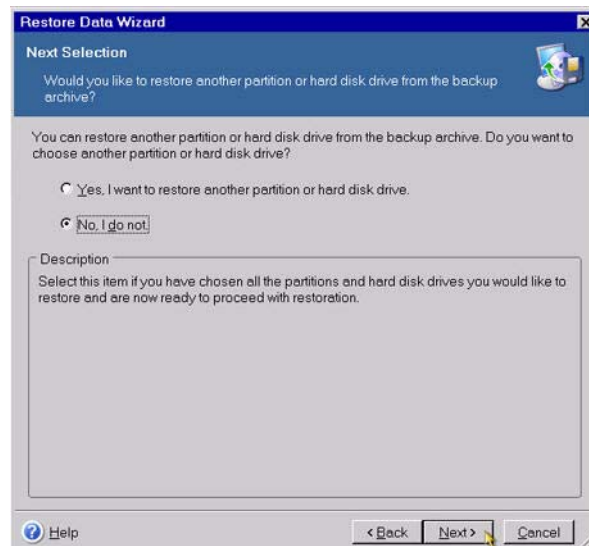 Restore Data Wizard
Next Selection
Would you like to restore another partition or hard disk drive from the backup
archive?
You can restore another partition or hard disk drive from the backup archive. Do you want to
choose another partition or hard disk drive?
Yes, I want to restore another partition or hard disk drive.
No, I do not.
Description
Select this item if you have chosen all the partitions and hard disk drives you would like to
restore and are now ready to proceed with restoration.
Help
< Back
Next >
Cancel